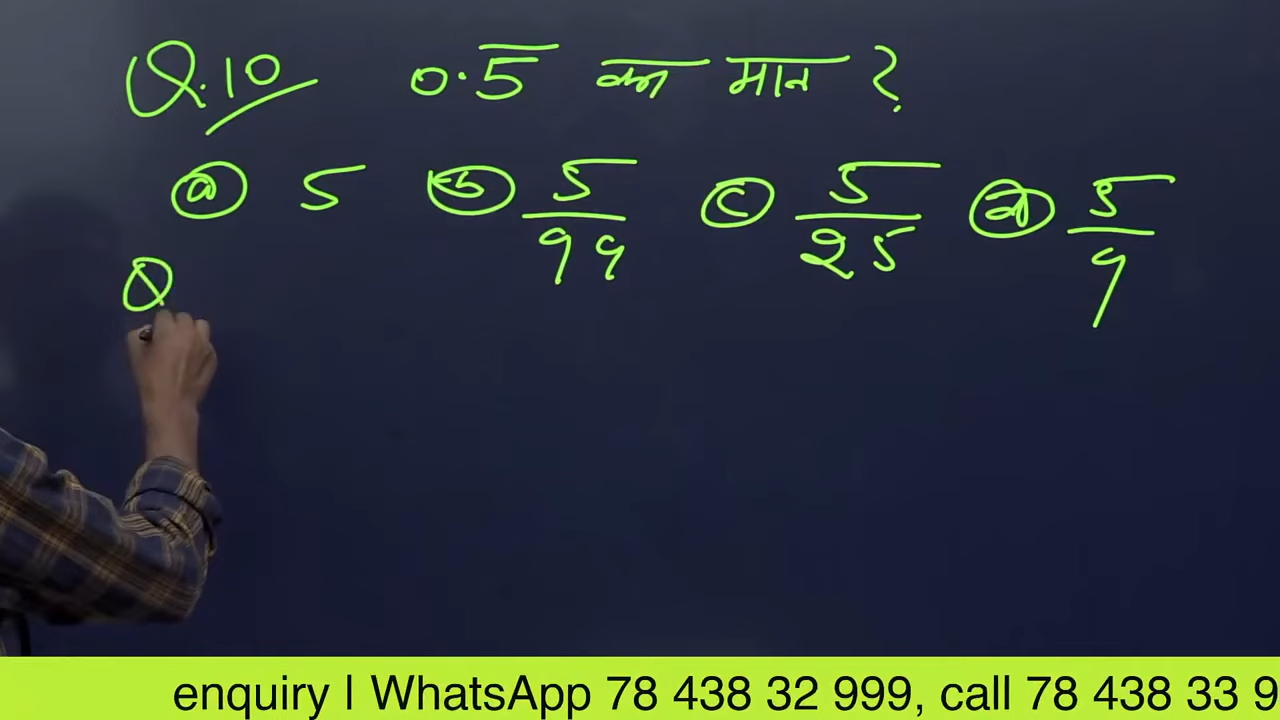 Q.10 0.5̅ का मान ?
(a) 5 (b) 5/99 (c) 5/25 (d) 5/9
Q
enquiry | WhatsApp 78 438 32 999, call 78 438 33 9